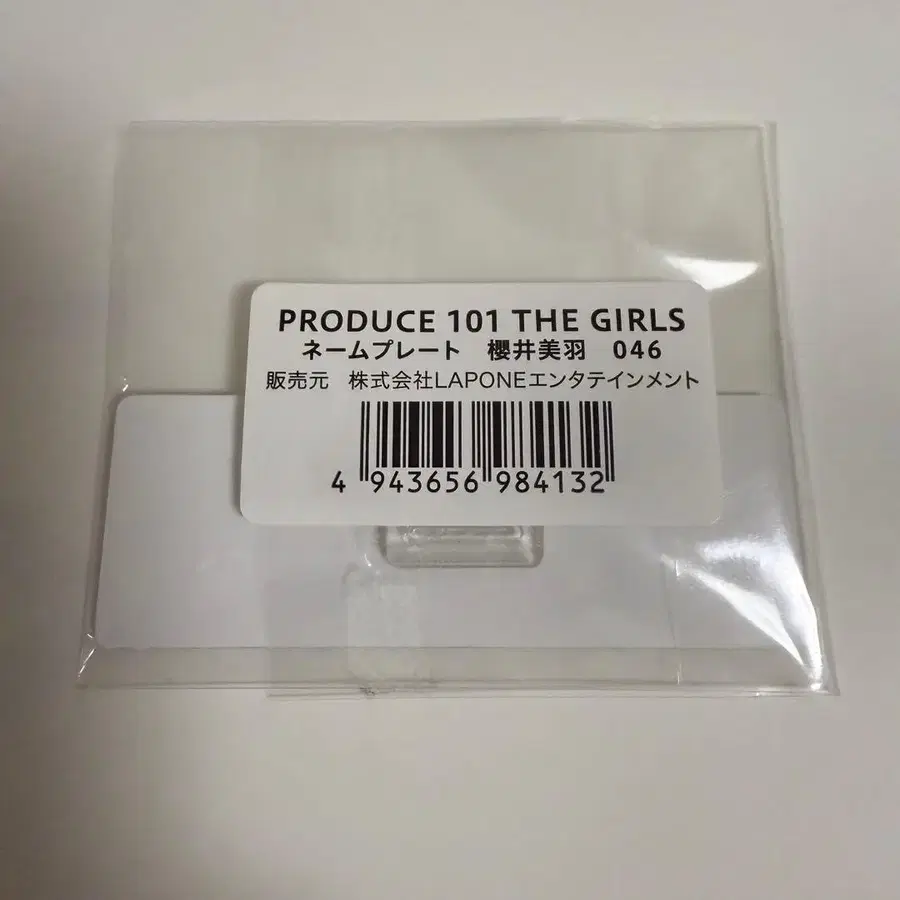 PRODUCE 101 THE GIRLS
ネームプレート　櫻井美羽　046
販売元　株式会社LAPONEエンタテインメント
4 943656 984132